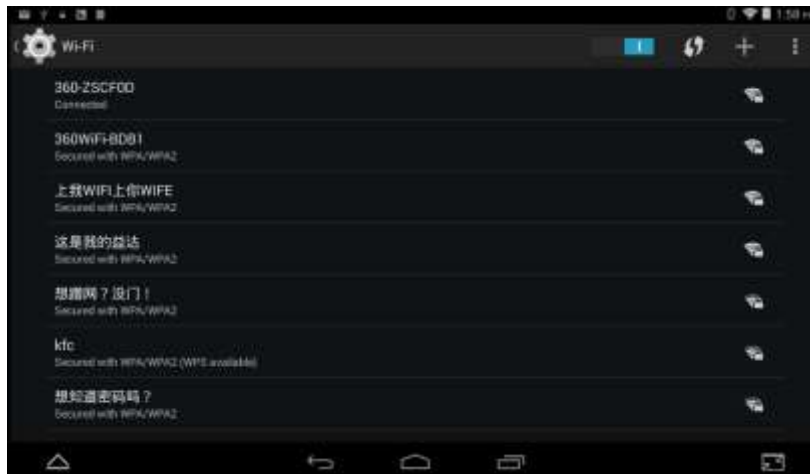 1:58
Wi-Fi
360-ZSCF0D
Connected
360WiFi-BDB1
Secured with WPA/WPA2
上我WIFI上你WIFE
Secured with WPA/WPA2
这是我的益达
Secured with WPA/WPA2
想蹭网？没门！
Secured with WPA/WPA2
kfc
Secured with WPA/WPA2 (WPS available)
想知道密码吗？
Secured with WPA/WPA2